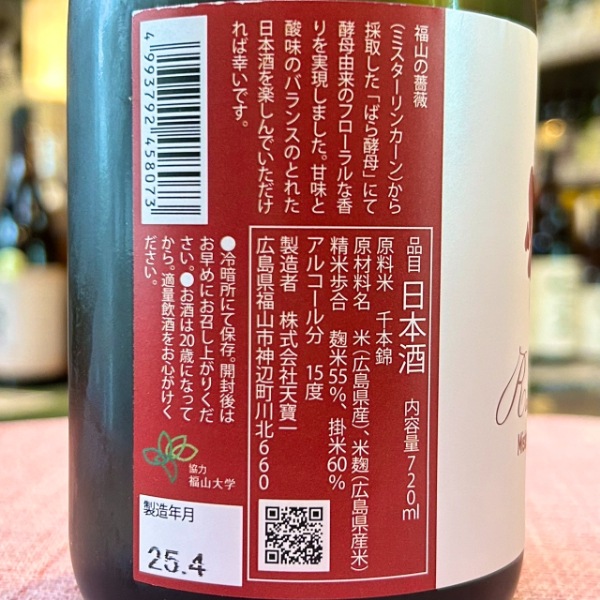 福山の薔薇
(ミスターリンカーン)から
採取した「ばら酵母」にて
酵母由来のフローラルな香
りを実現しました。甘味と
酸味のバランスのとれた
日本酒を楽しんでいただけ
れば幸いです。
4993792458073
品目 日本酒 内容量720ml
原料米 千本錦
原材料名 米(広島県産)、米麹(広島県産米)
精米歩合 麹米55%、掛米60%
アルコール分 15度
製造者 株式会社天寶一
広島県福山市神辺町川北660
●冷暗所にて保存。開封後は
お早めにお召し上がりくだ
さい。●お酒は20歳になって
から。適量飲酒をお心がけく
ださい。
協力
福山大学
製造年月
25.4